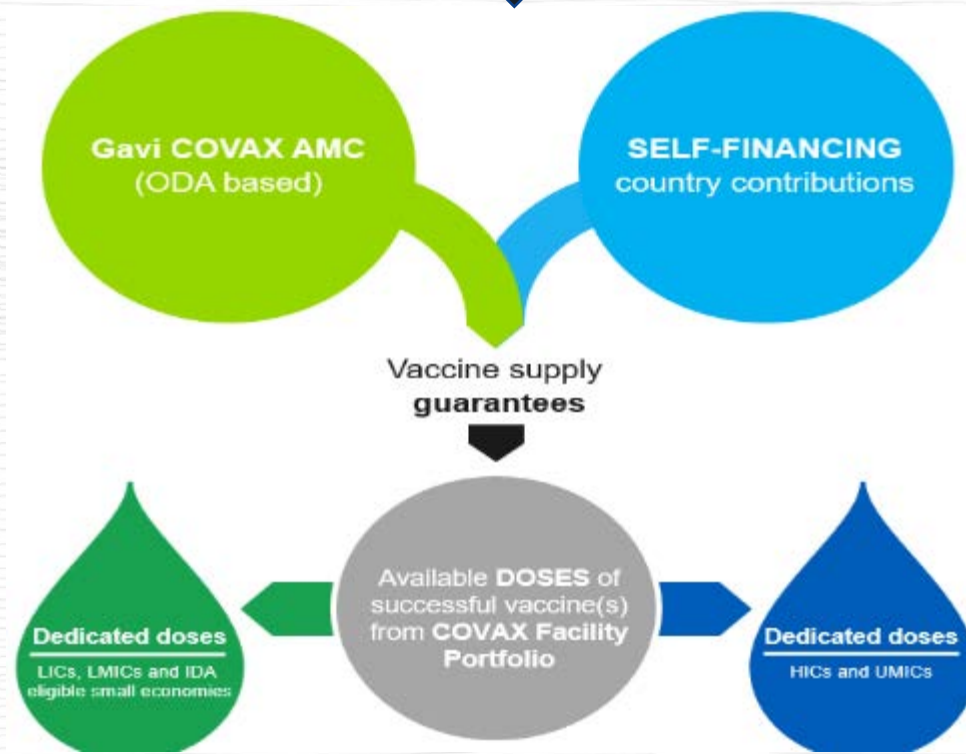 Gavi COVAX AMC
(ODA based)
SELF-FINANCING
country contributions
Vaccine supply
guarantees
Available DOSES of
successful vaccine(s)
from COVAX Facility
Portfolio
Dedicated doses
LICs, LMICs and IDA
eligible small economies
Dedicated doses
HICs and UMICs